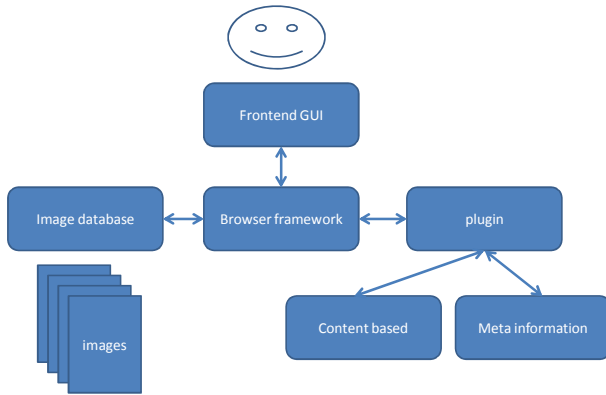 Frontend GUI
Image database
Browser framework
plugin
images
Content based
Meta information